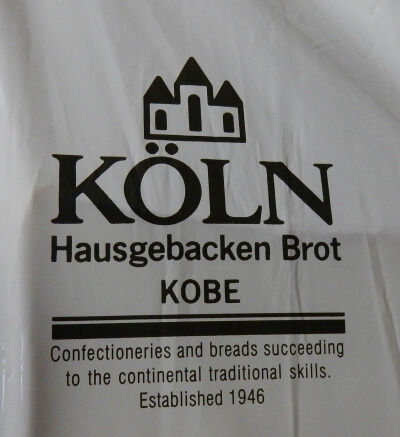 KÖLN
Hausgebacken Brot
KOBE
Confectioneries and breads succeeding
to the continental traditional skills.
Established 1946